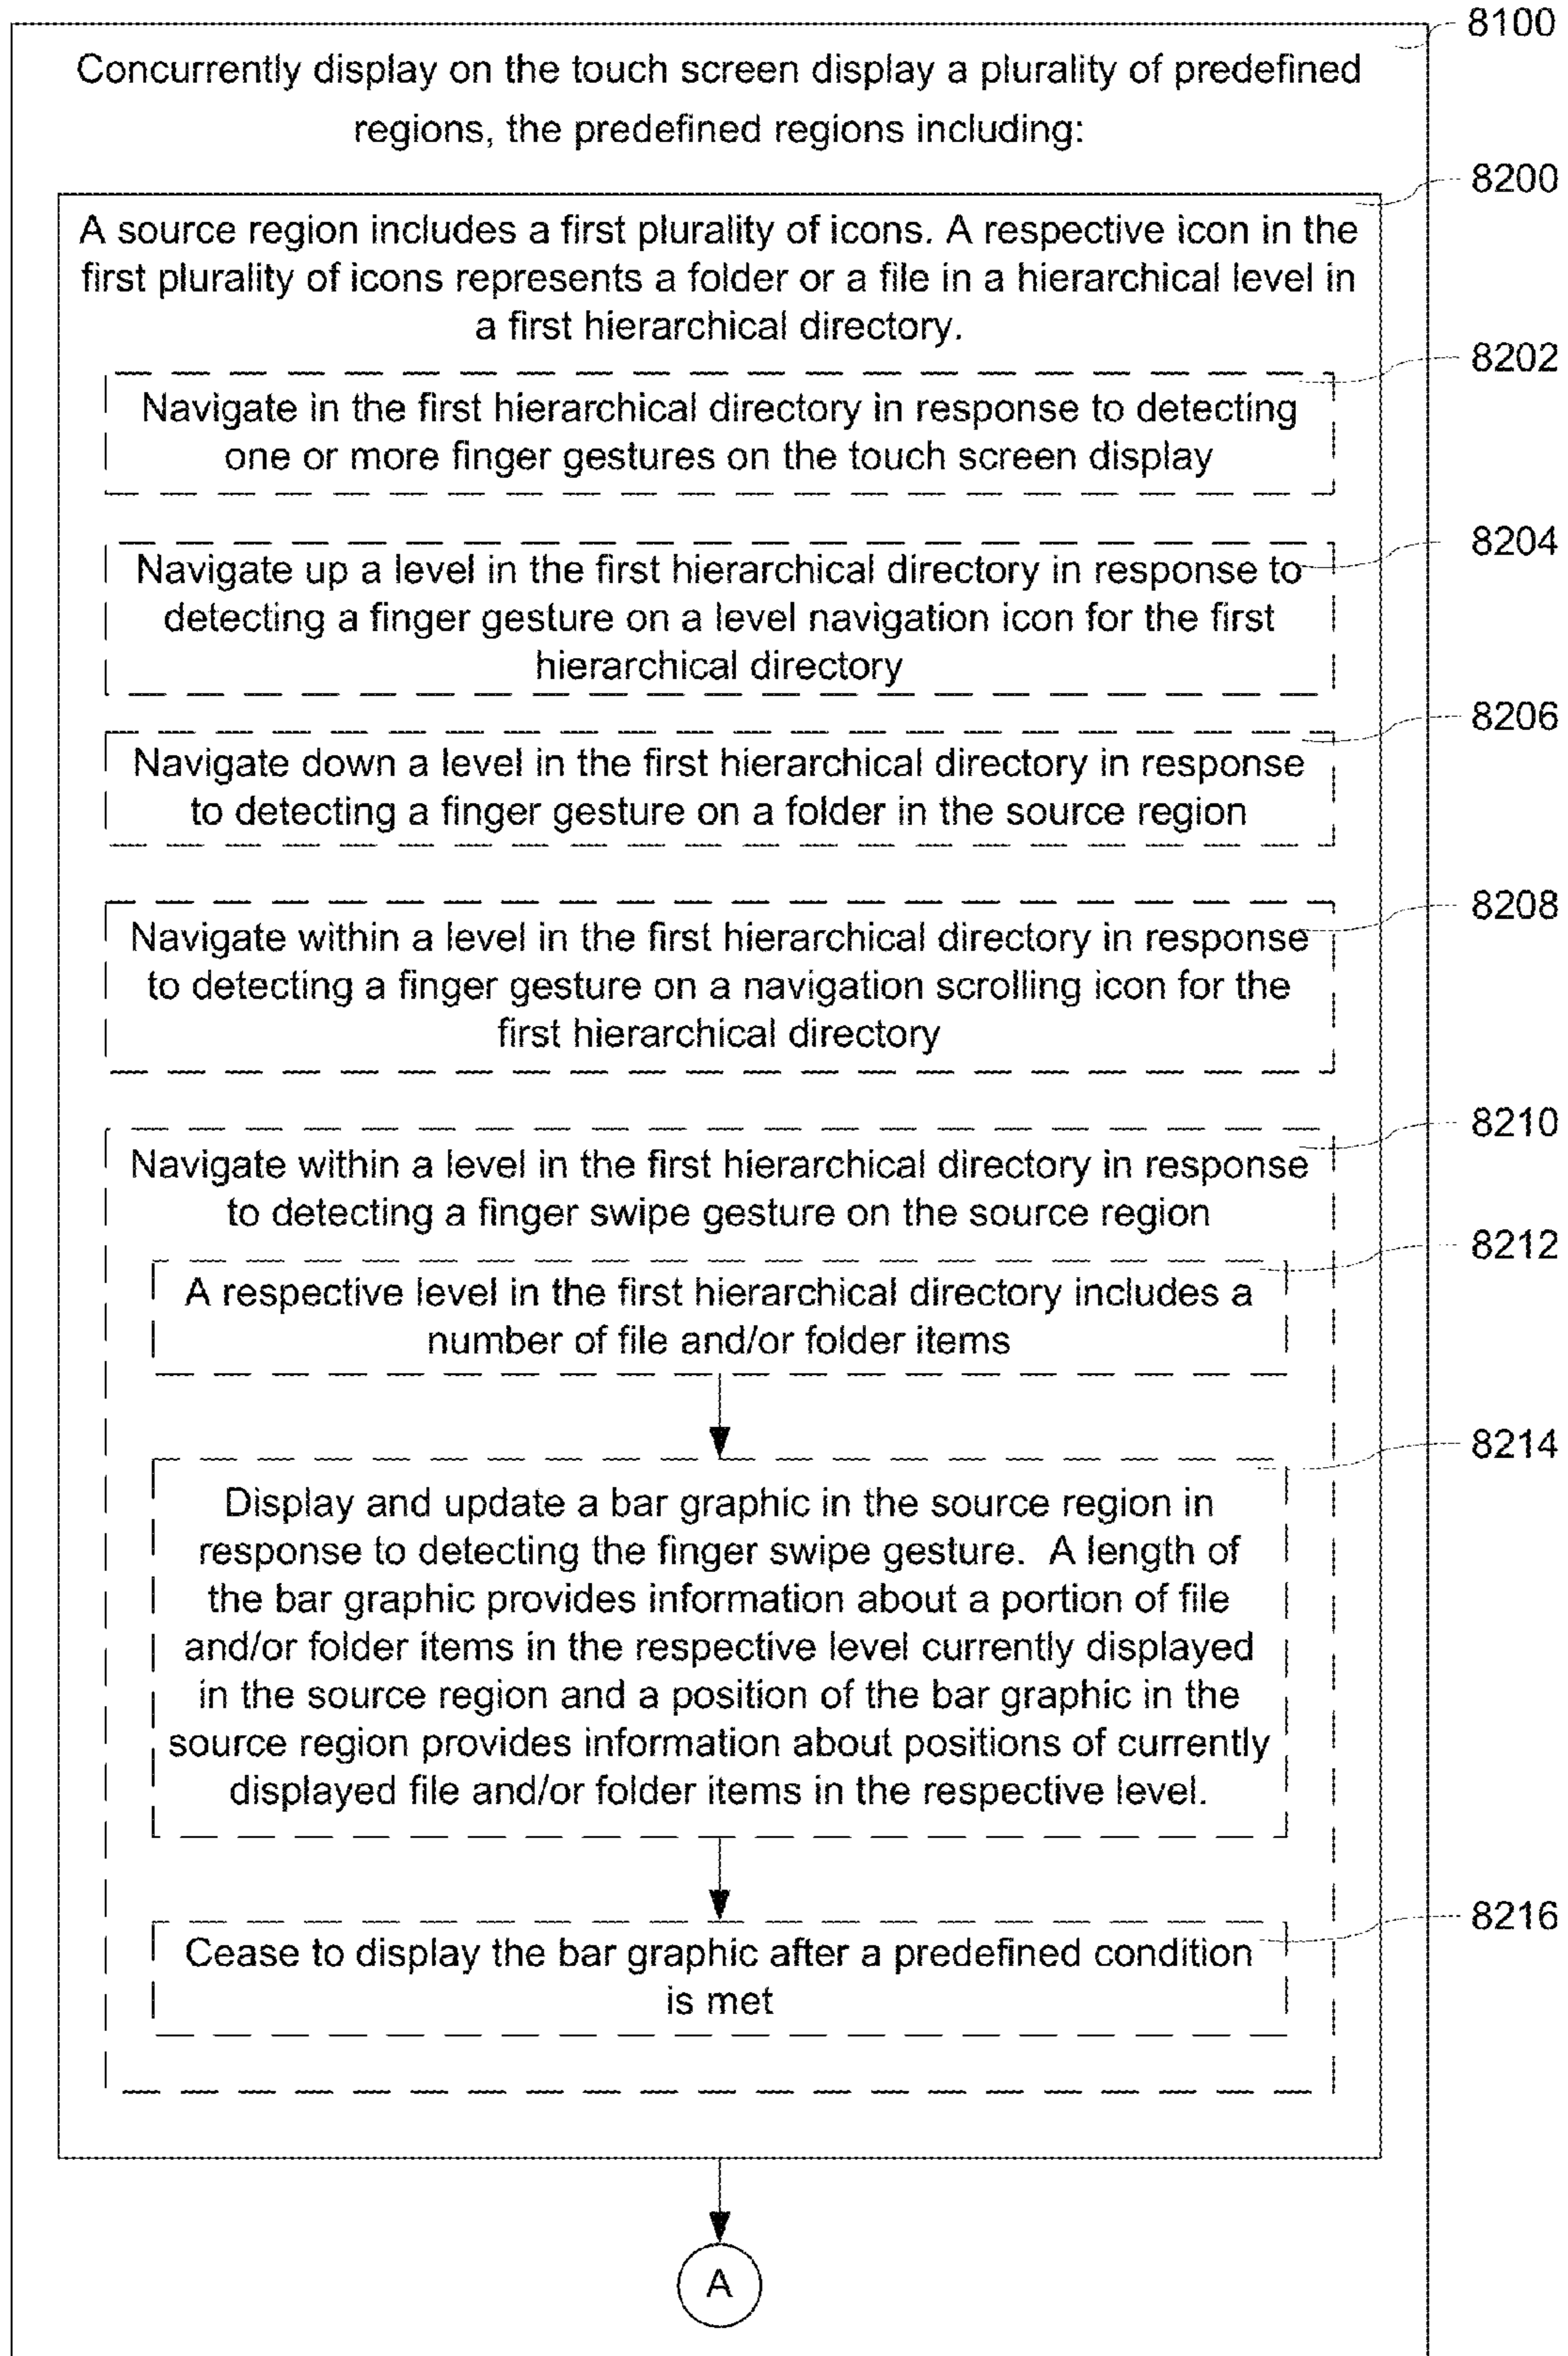 8100
Concurrently display on the touch screen display a plurality of predefined
regions, the predefined regions including:
8200
A source region includes a first plurality of icons. A respective icon in the
first plurality of icons represents a folder or a file in a hierarchical level in
a first hierarchical directory.
8202
Navigate in the first hierarchical directory in response to detecting
one or more finger gestures on the touch screen display
8204
Navigate up a level in the first hierarchical directory in response to
detecting a finger gesture on a level navigation icon for the first
hierarchical directory
8206
Navigate down a level in the first hierarchical directory in response
to detecting a finger gesture on a folder in the source region
8208
Navigate within a level in the first hierarchical directory in response
to detecting a finger gesture on a navigation scrolling icon for the
first hierarchical directory
8210
Navigate within a level in the first hierarchical directory in response
to detecting a finger swipe gesture on the source region
8212
A respective level in the first hierarchical directory includes a
number of file and/or folder items
8214
Display and update a bar graphic in the source region in
response to detecting the finger swipe gesture. A length of
the bar graphic provides information about a portion of file
and/or folder items in the respective level currently displayed
in the source region and a position of the bar graphic in the
source region provides information about positions of currently
displayed file and/or folder items in the respective level.
8216
Cease to display the bar graphic after a predefined condition
is met
A